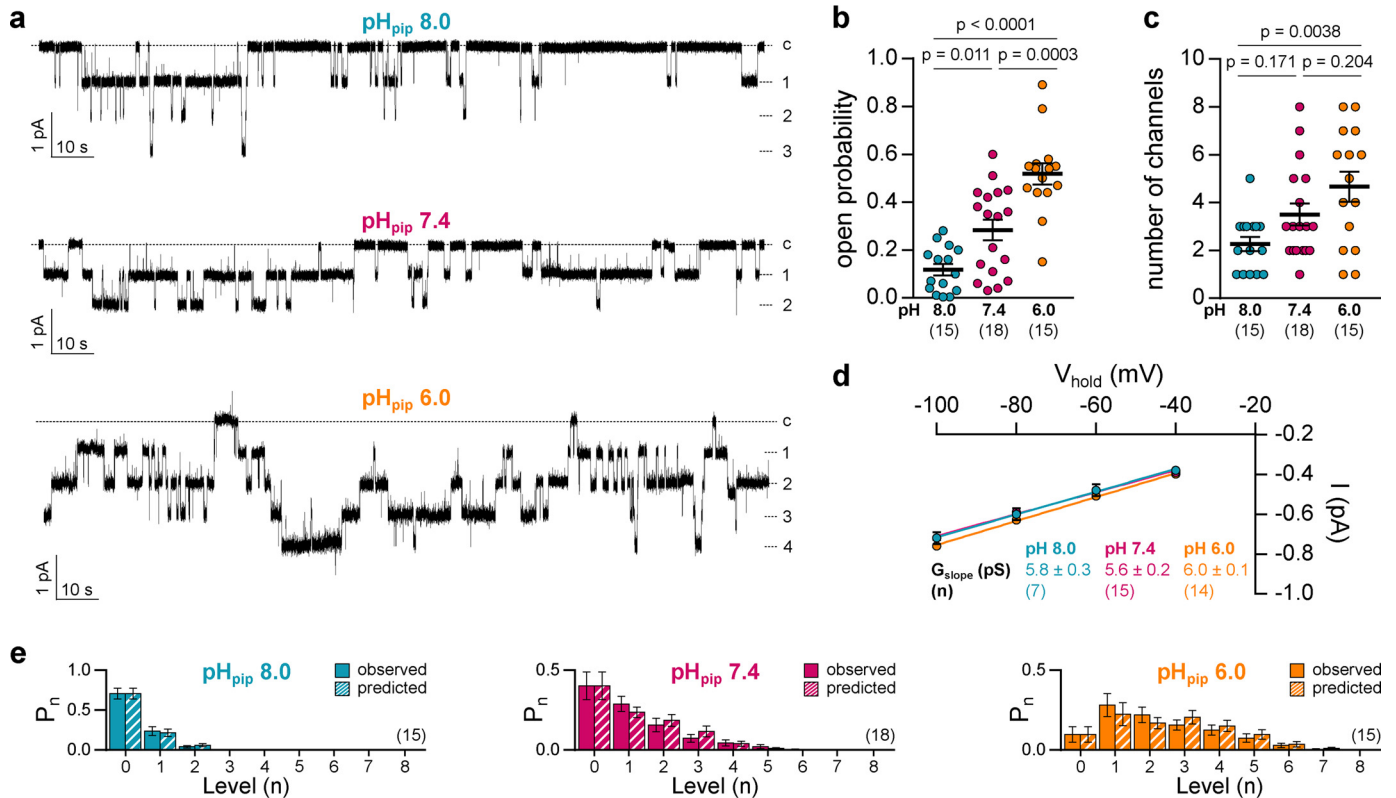 a
pHpip 8.0
c
1
2
3
1 pA
10 s
pHpip 7.4
c
1
2
1 pA
10 s
pHpip 6.0
c
1
2
3
4
1 pA
10 s
b
p < 0.0001
p = 0.011 p = 0.0003
open probability
1.0
0.8
0.6
0.4
0.2
0.0
pH 8.0 7.4 6.0
(15) (18) (15)
c
p = 0.0038
p = 0.171 p = 0.204
number of channels
10
8
6
4
2
0
pH 8.0 7.4 6.0
(15) (18) (15)
d
Vhold (mV)
-100 -80 -60 -40 -20
-0.2
-0.4
-0.6
-0.8
-1.0
I (pA)
pH 8.0 pH 7.4 pH 6.0
Gslope (pS) 5.8 ± 0.3 5.6 ± 0.2 6.0 ± 0.1
(n) (7) (15) (14)
e
pHpip 8.0
observed
predicted
Pn
1.0
0.5
0.0
(15)
0 1 2 3 4 5 6 7 8
Level (n)
pHpip 7.4
observed
predicted
Pn
0.5
0.0
(18)
0 1 2 3 4 5 6 7 8
Level (n)
pHpip 6.0
observed
predicted
Pn
0.5
0.0
(15)
0 1 2 3 4 5 6 7 8
Level (n)